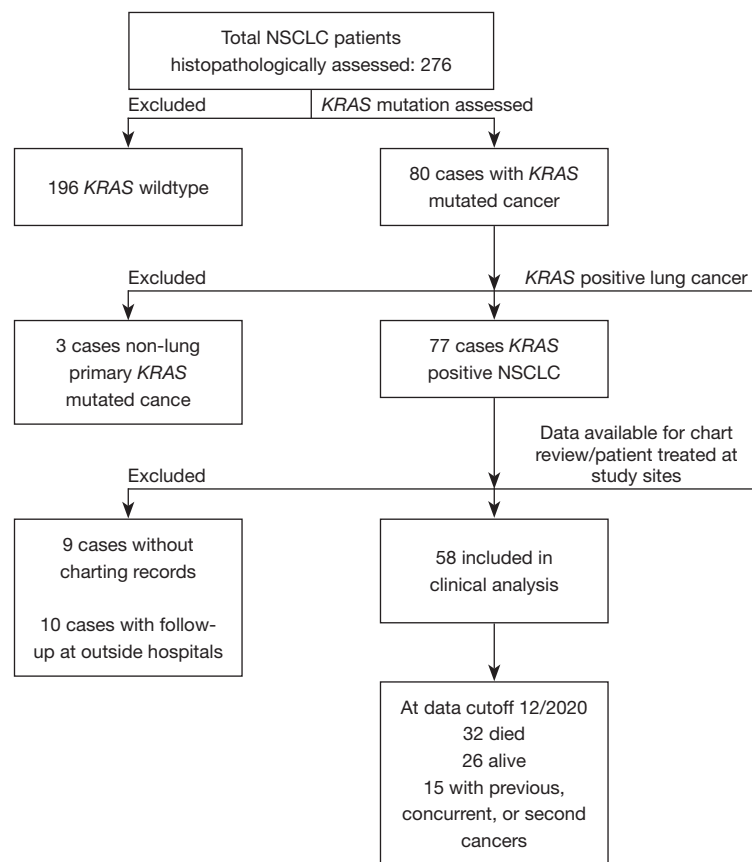 Total NSCLC patients
histopathologically assessed: 276
Excluded
KRAS mutation assessed
196 KRAS wildtype
80 cases with KRAS
mutated cancer
Excluded
KRAS positive lung cancer
3 cases non-lung
primary KRAS
mutated cance
77 cases KRAS
positive NSCLC
Data available for chart
review/patient treated at
study sites
Excluded
9 cases without
charting records
10 cases with follow-
up at outside hospitals
58 included in
clinical analysis
At data cutoff 12/2020
32 died
26 alive
15 with previous,
concurrent, or second
cancers